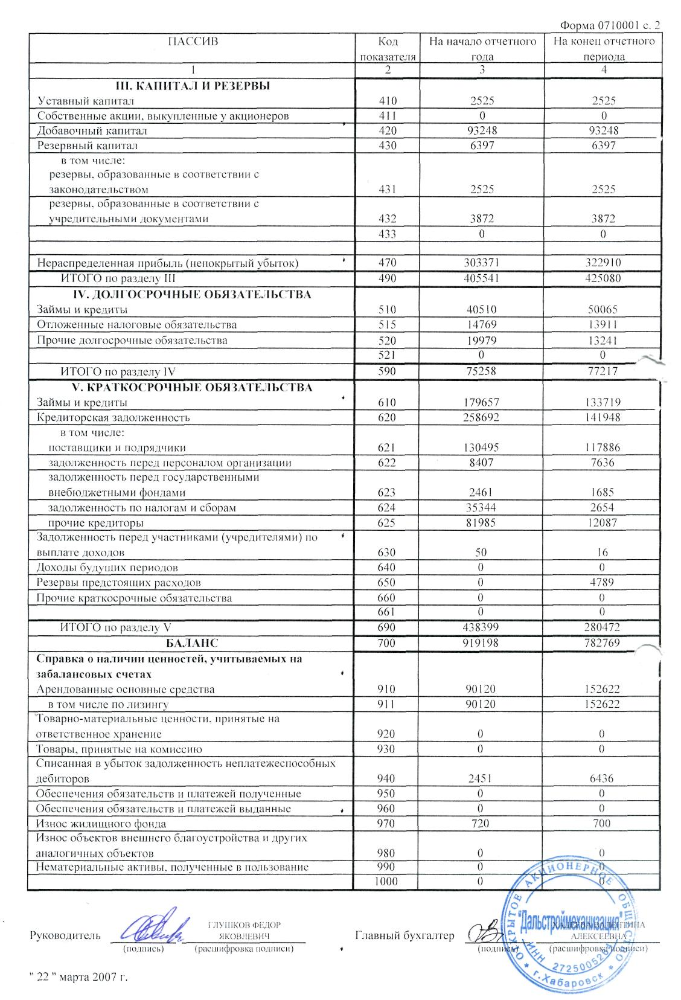 Форма 0710001 с. 2
ПАССИВ Код показателя На начало отчетного года На конец отчетного периода
1 2 3 4
III. КАПИТАЛ И РЕЗЕРВЫ
Уставный капитал 410 2525 2525
Собственные акции, выкупленные у акционеров 411 0 0
Добавочный капитал 420 93248 93248
Резервный капитал 430 6397 6397
в том числе:
резервы, образованные в соответствии с
законодательством 431 2525 2525
резервы, образованные в соответствии с
учредительными документами 432 3872 3872
433 0 0
Нераспределенная прибыль (непокрытый убыток) 470 303371 322910
ИТОГО по разделу III 490 405541 425080
IV. ДОЛГОСРОЧНЫЕ ОБЯЗАТЕЛЬСТВА
Займы и кредиты 510 40510 50065
Отложенные налоговые обязательства 515 14769 13911
Прочие долгосрочные обязательства 520 19979 13241
521 0 0
ИТОГО по разделу IV 590 75258 77217
V. КРАТКОСРОЧНЫЕ ОБЯЗАТЕЛЬСТВА
Займы и кредиты 610 179657 133719
Кредиторская задолженность 620 258692 141948
в том числе:
поставщики и подрядчики 621 130495 117886
задолженность перед персоналом организации 622 8407 7636
задолженность перед государственными
внебюджетными фондами 623 2461 1685
задолженность по налогам и сборам 624 35344 2654
прочие кредиторы 625 81985 12087
Задолженность перед участниками (учредителями) по
выплате доходов 630 50 16
Доходы будущих периодов 640 0 0
Резервы предстоящих расходов 650 0 4789
Прочие краткосрочные обязательства 660 0 0
661 0 0
ИТОГО по разделу V 690 438399 280472
БАЛАНС 700 919198 782769
Справка о наличии ценностей, учитываемых на
забалансовых счетах
Арендованные основные средства 910 90120 152622
в том числе по лизингу 911 90120 152622
Товарно-материальные ценности, принятые на
ответственное хранение 920 0 0
Товары, принятые на комиссию 930 0 0
Списанная в убыток задолженность неплатежеспособных
дебиторов 940 2451 6436
Обеспечения обязательств и платежей полученные 950 0 0
Обеспечения обязательств и платежей выданные 960 0 0
Износ жилищного фонда 970 720 700
Износ объектов внешнего благоустройства и других
аналогичных объектов 980 0 0
Нематериальные активы, полученные в пользование 990 0 0
1000 0 0
Руководитель ГЛУШКОВ ФЕДОР ЯКОВЛЕВИЧ Главный бухгалтер ХАДЕЕВА ВАЛЕНТИНА АЛЕКСЕЕВНА
(подпись) (расшифровка подписи) (подпись) (расшифровка подписи)
ОТКРЫТОЕ АКЦИОНЕРНОЕ ОБЩЕСТВО
"Дальстроймеханизация"
ИНН 2725005264
* г.Хабаровск *
" 22 " марта 2007 г.